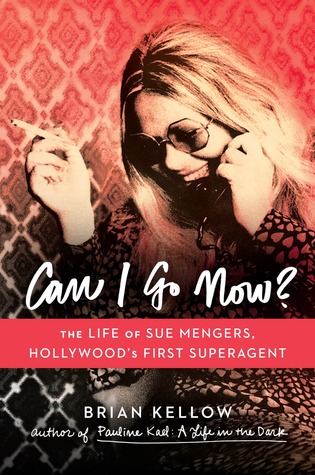 Can I Go Now?
THE LIFE OF SUE MENGERS,
HOLLYWOOD'S FIRST SUPERAGENT
BRIAN KELLOW
author of Pauline Kael: A Life in the Dark